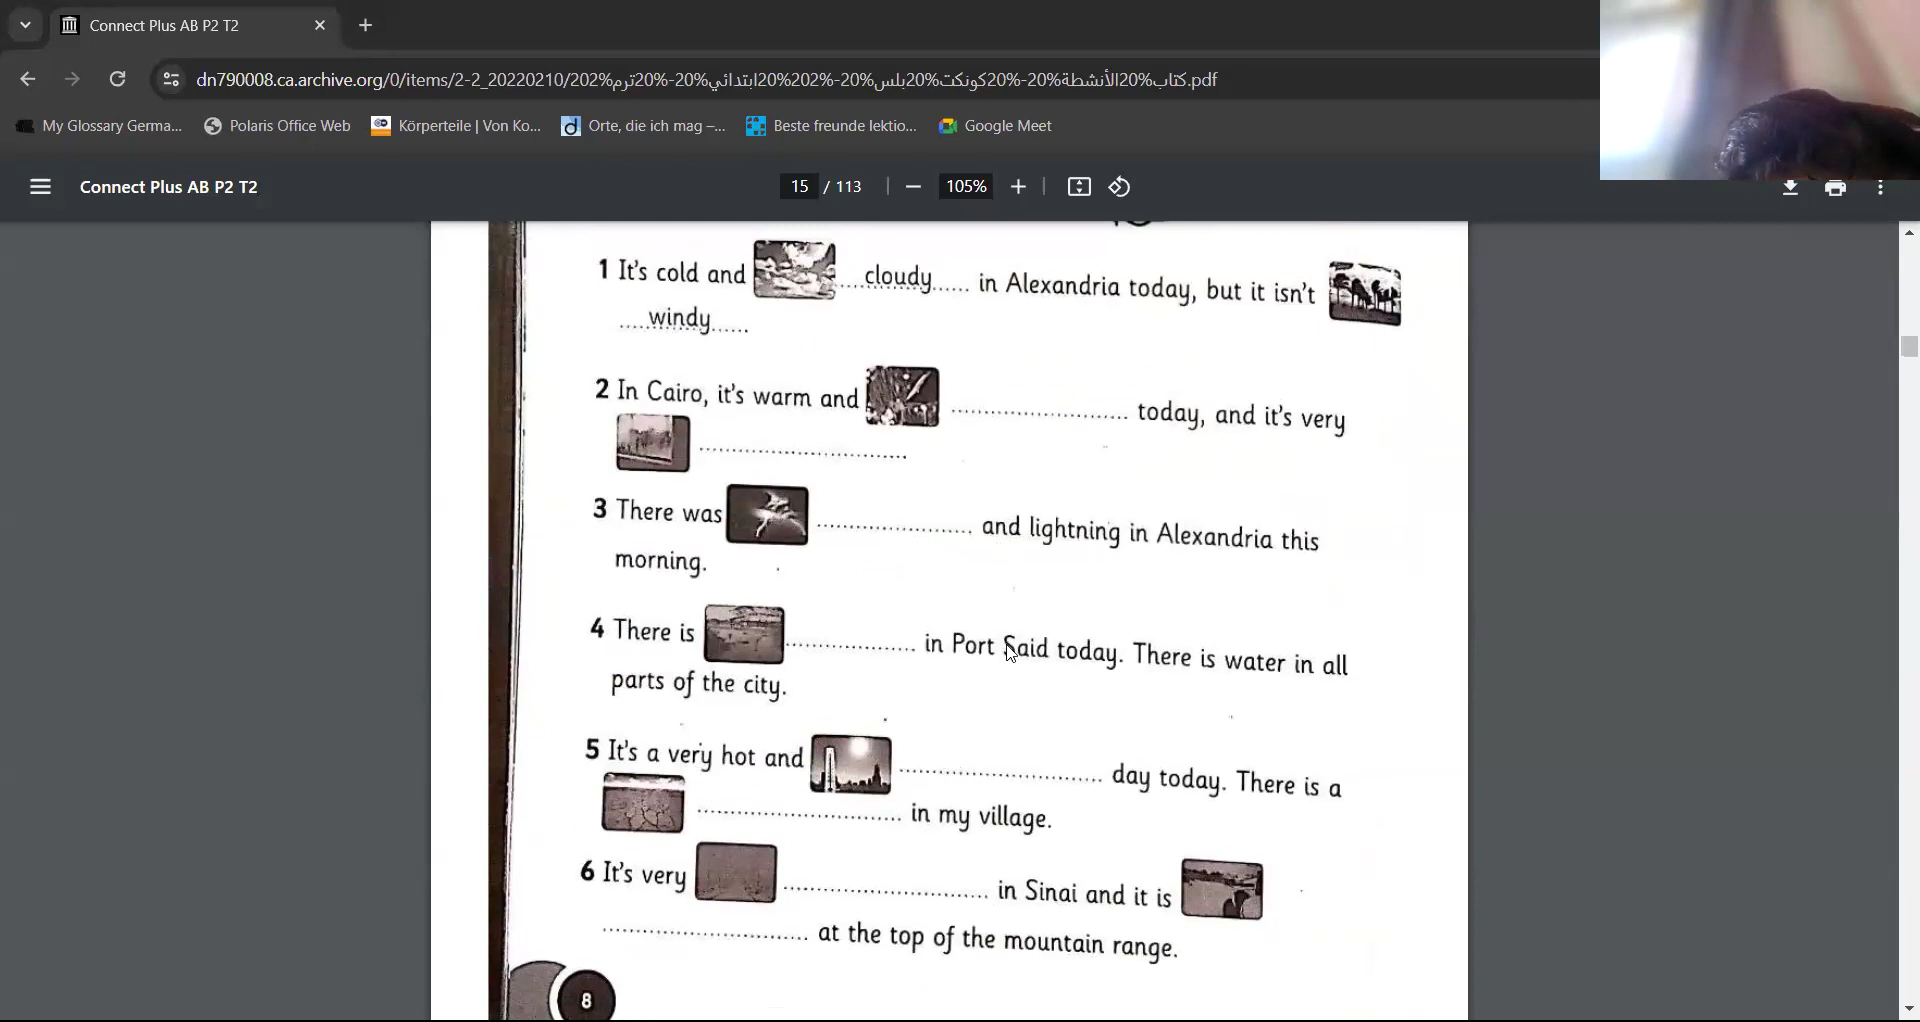 Connect Plus AB P2 T2
dn790008.ca.archive.org/0/items/2-2_20220210/202%كتاب%20الأنشطة%20-%20كونكت%20بلس%20-%202%20ابتدائي%20-%20ترم.pdf
My Glossary Germa... Polaris Office Web Körperteile | Von Ko... Orte, die ich mag –... Beste freunde lektio... Google Meet
Connect Plus AB P2 T2 15 / 113 105%
1 It's cold and ....cloudy...... in Alexandria today, but it isn't
....windy......
2 In Cairo, it's warm and .......................... today, and it's very
..............................
3 There was ....................... and lightning in Alexandria this
morning.
4 There is ................... in Port Said today. There is water in all
parts of the city.
5 It's a very hot and .............................. day today. There is a
.............................. in my village.
6 It's very .............................. in Sinai and it is
.............................. at the top of the mountain range.
8